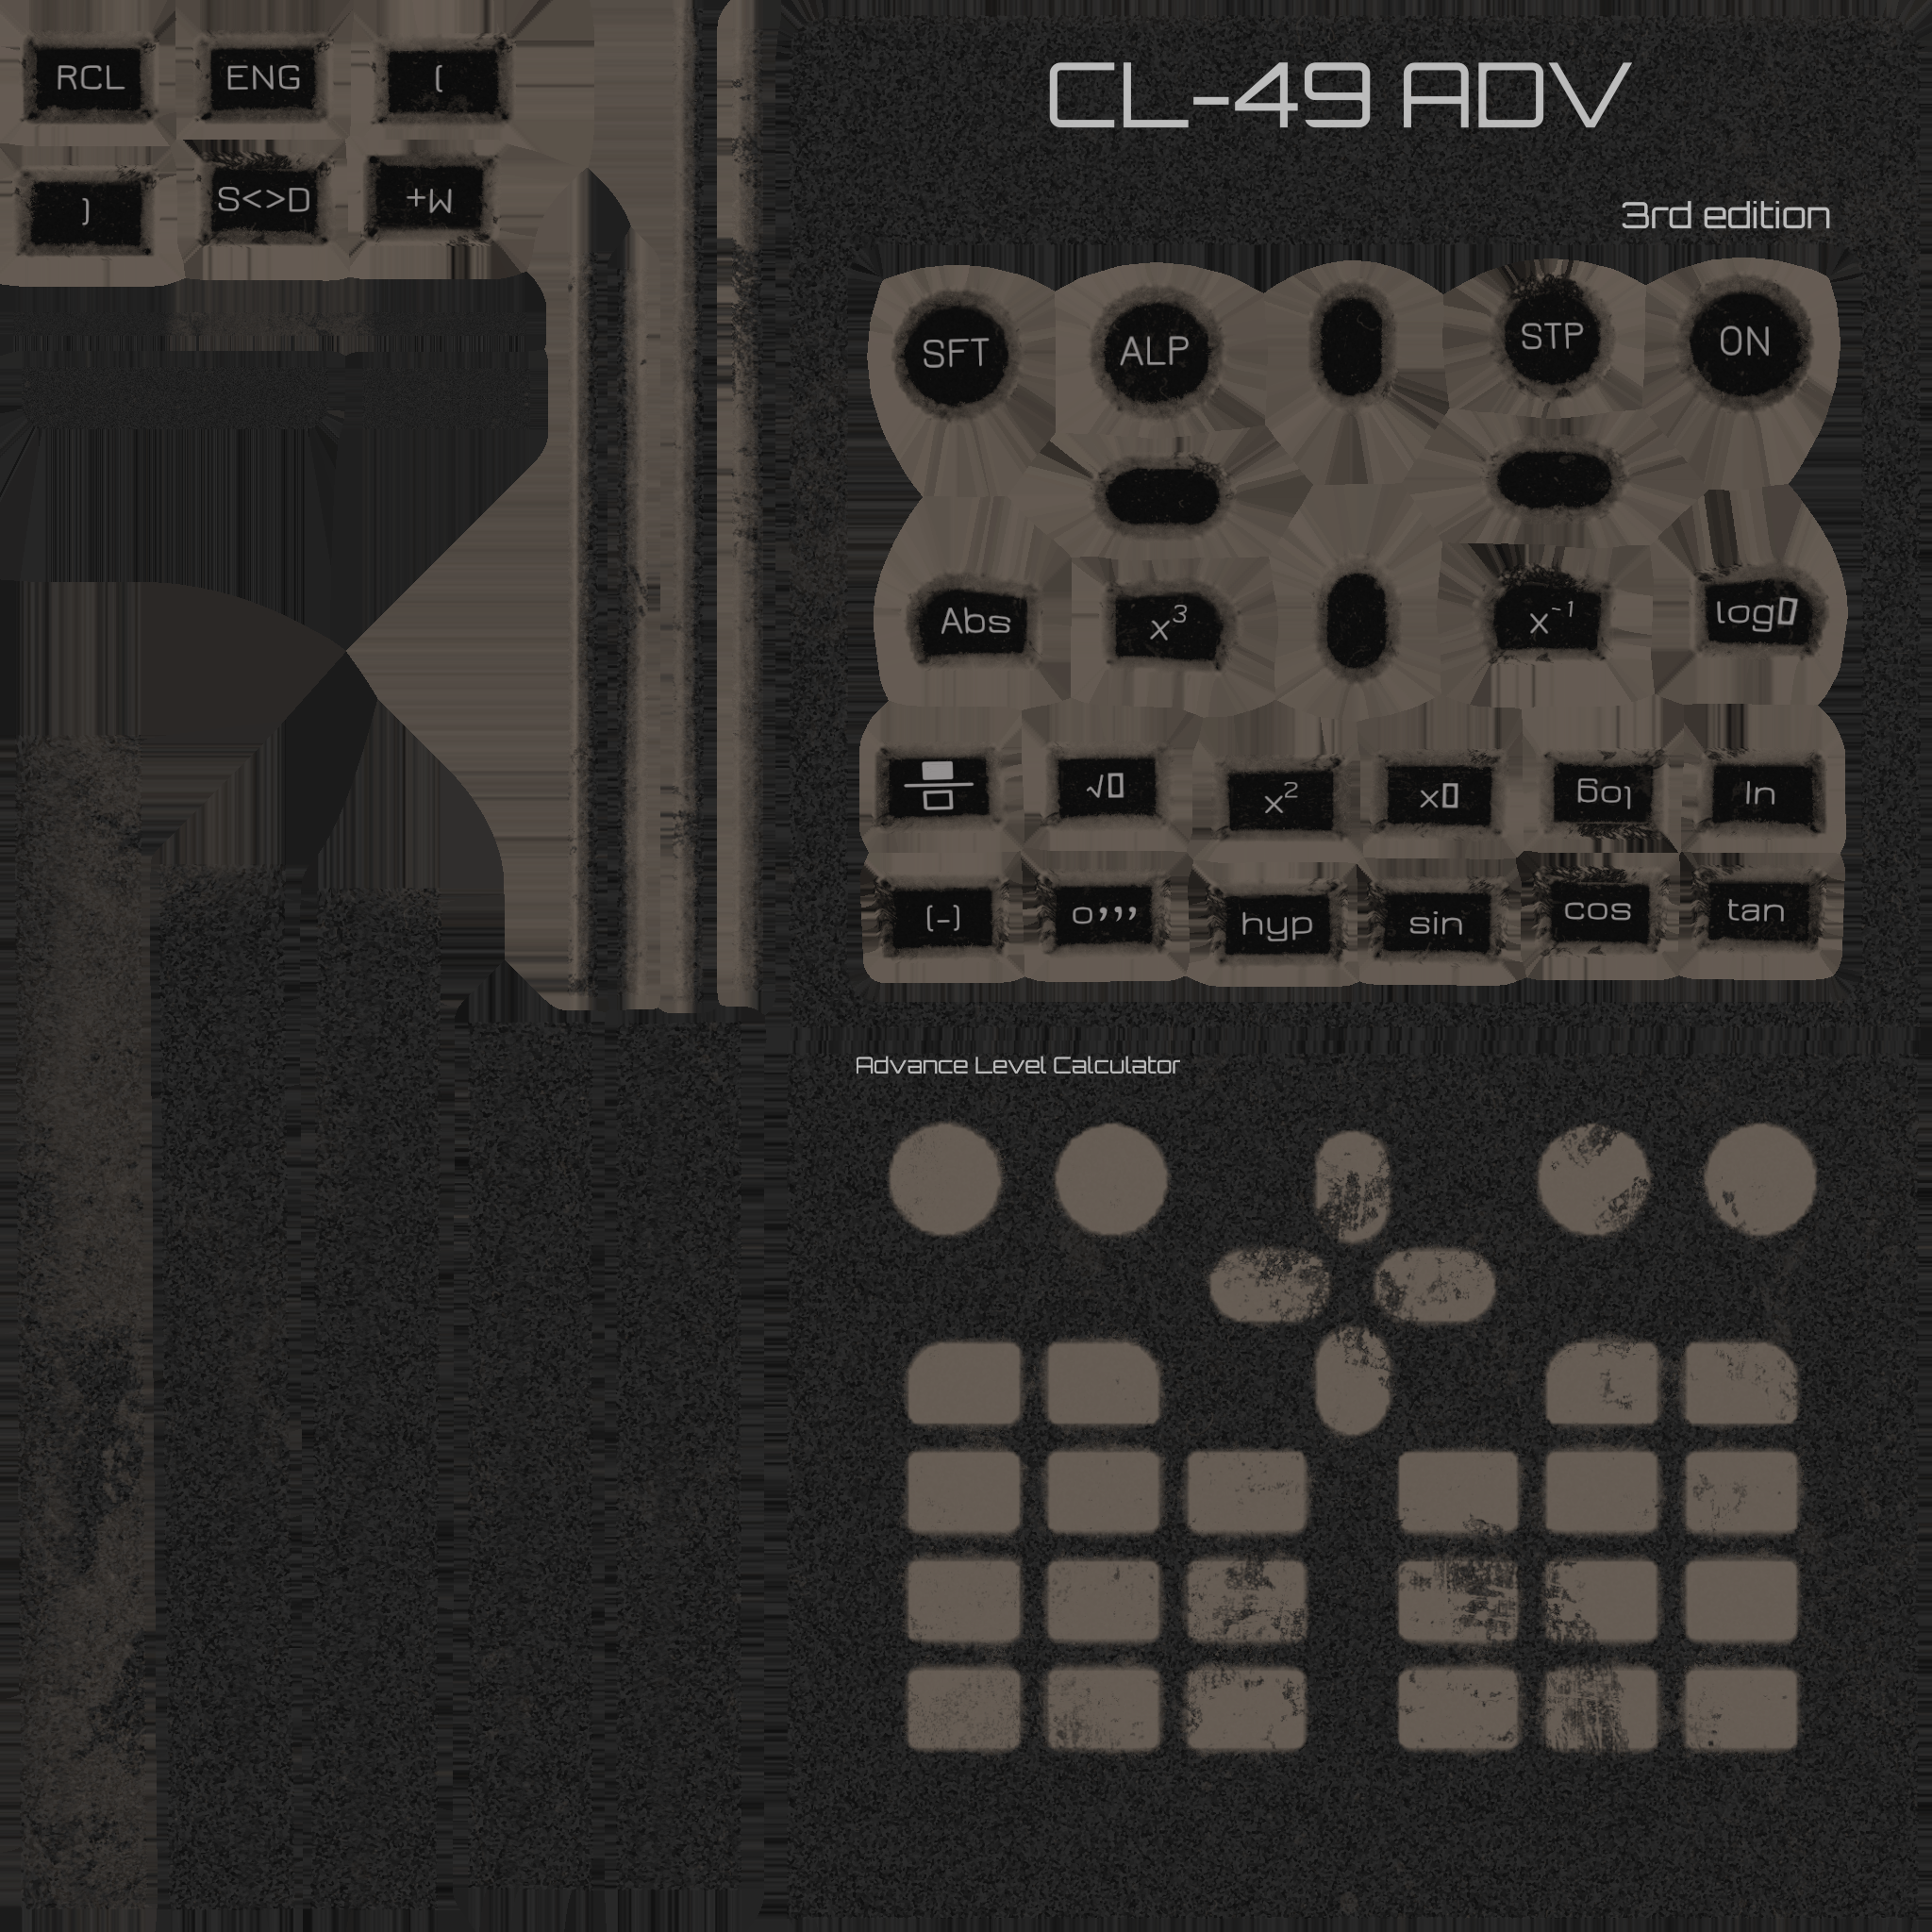 CL-49 ADV
3rd edition
RCL ENG (
) S<>D M+
SFT ALP STP ON
Abs x³ x⁻¹ log▯
√▯ x² x▯ log ln
(-) o,,, hyp sin cos tan
Advance Level Calculator